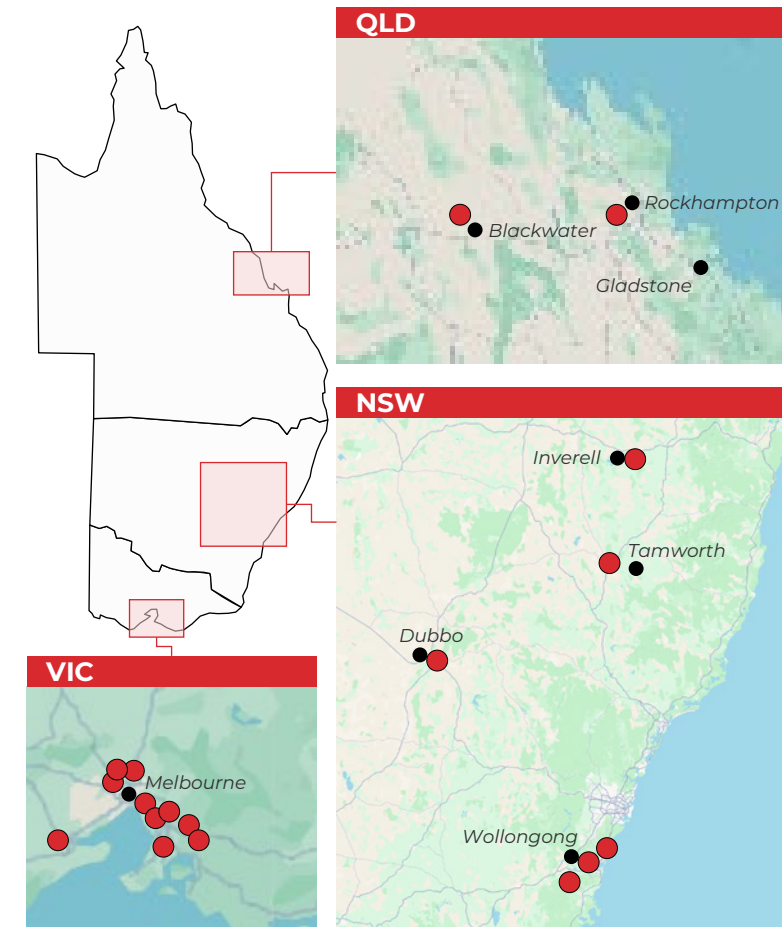 QLD
Rockhampton
Blackwater
Gladstone
NSW
Inverell
Tamworth
Dubbo
Wollongong
VIC
Melbourne